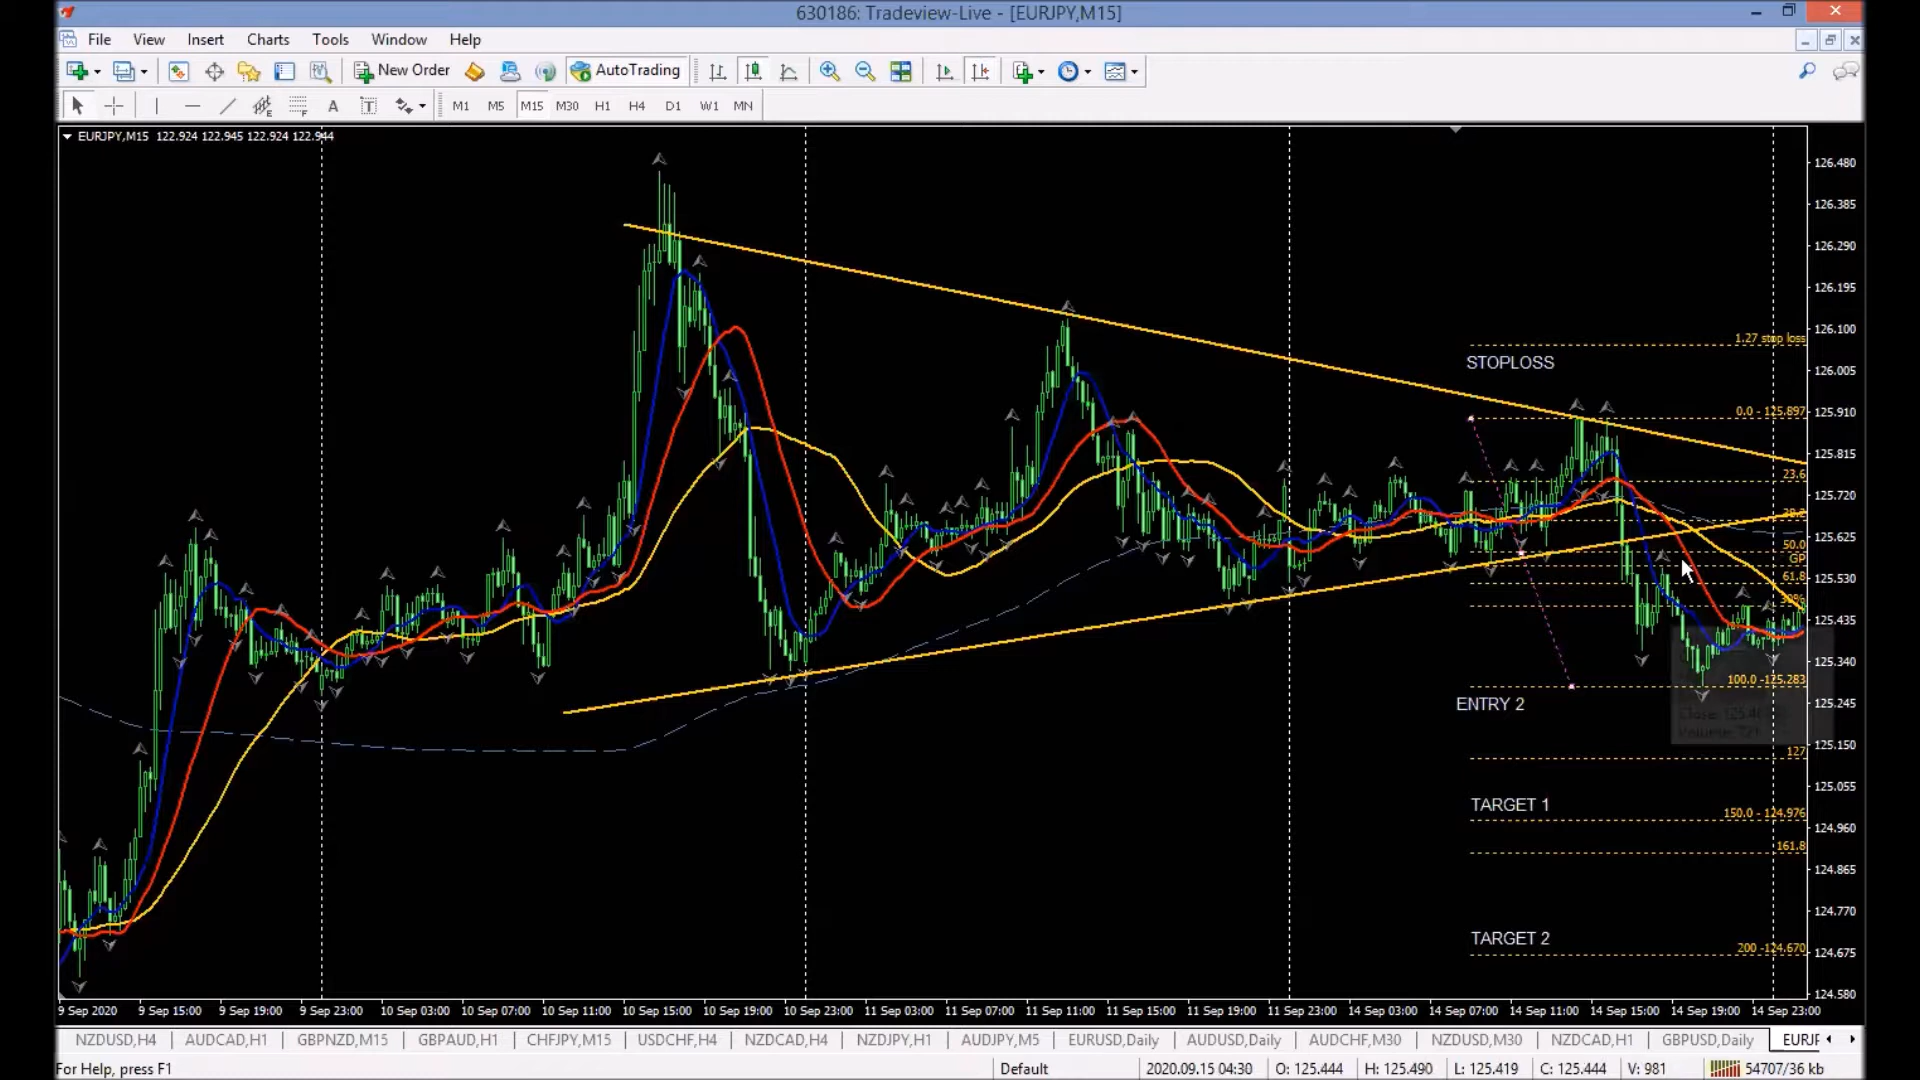 630186: Tradeview-Live - [EURJPY,M15]
File View Insert Charts Tools Window Help
New Order AutoTrading
A T M1 M5 M15 M30 H1 H4 D1 W1 MN
EURJPY,M15 122.924 122.945 122.924 122.944
126.480
126.385
126.290
126.195
126.100
1.27 stop loss
STOPLOSS
126.005
0.0 - 125.897
125.910
125.815
23.6
125.720
38.2
125.625
50.0
GP
61.8
125.530
125.435
125.340
100.0 -125.283
ENTRY 2
125.245
127
125.150
125.055
TARGET 1
150.0 - 124.976
124.960
161.8
124.865
124.770
TARGET 2
200 -124.670
124.675
124.580
9 Sep 2020 9 Sep 15:00 9 Sep 19:00 9 Sep 23:00 10 Sep 03:00 10 Sep 07:00 10 Sep 11:00 10 Sep 15:00 10 Sep 19:00 10 Sep 23:00 11 Sep 03:00 11 Sep 07:00 11 Sep 11:00 11 Sep 15:00 11 Sep 19:00 11 Sep 23:00 14 Sep 03:00 14 Sep 07:00 14 Sep 11:00 14 Sep 15:00 14 Sep 19:00 14 Sep 23:00
NZDUSD,H4 AUDCAD,H1 GBPNZD,M15 GBPAUD,H1 CHFJPY,M15 USDCHF,H4 NZDCAD,H4 NZDJPY,H1 AUDJPY,M5 EURUSD,Daily AUDUSD,Daily AUDCHF,M30 NZDUSD,M30 NZDCAD,H1 GBPUSD,Daily EURJP
For Help, press F1 Default 2020.09.15 04:30 O: 125.444 H: 125.490 L: 125.419 C: 125.444 V: 981 54707/36 kb